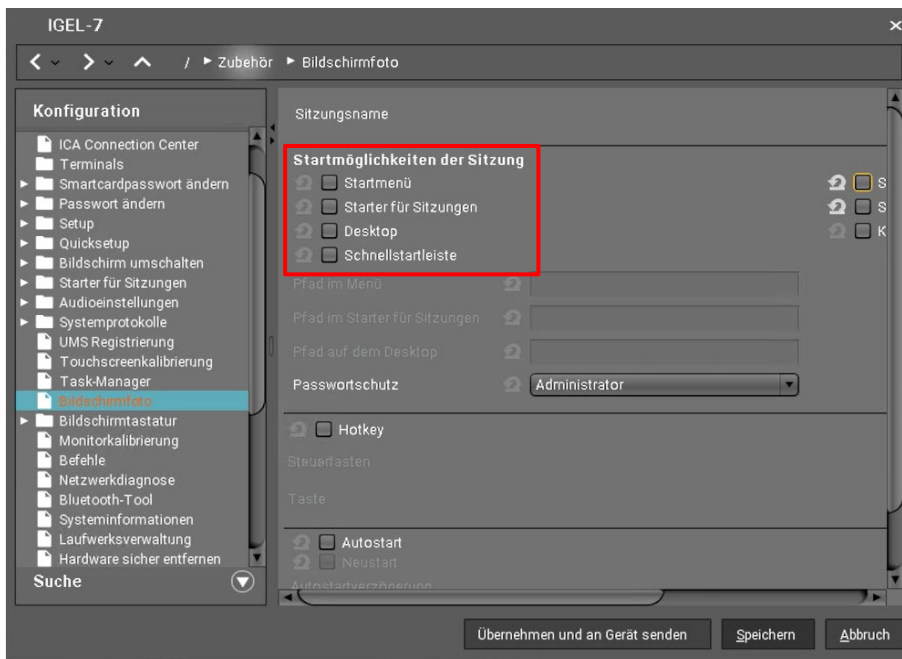 IGEL-7
/ Zubehör Bildschirmfoto
Konfiguration
ICA Connection Center
Terminals
Smartcardpasswort ändern
Passwort ändern
Setup
Quicksetup
Bildschirm umschalten
Starter für Sitzungen
Audioeinstellungen
Systemprotokolle
UMS Registrierung
Touchscreenkalibrierung
Task-Manager
Bildschirmfoto
Bildschirmtastatur
Monitorkalibrierung
Befehle
Netzwerkdiagnose
Bluetooth-Tool
Systeminformationen
Laufwerksverwaltung
Hardware sicher entfernen
Suche
Sitzungsname
Startmöglichkeiten der Sitzung
Startmenü
S
Starter für Sitzungen
S
Desktop
K
Schnellstartleiste
Pfad im Menü
Pfad im Starter für Sitzungen
Pfad auf dem Desktop
Passwortschutz Administrator
Hotkey
Steuertasten
Taste
Autostart
Neustart
Autostartverzögerung
Übernehmen und an Gerät senden Speichern Abbruch